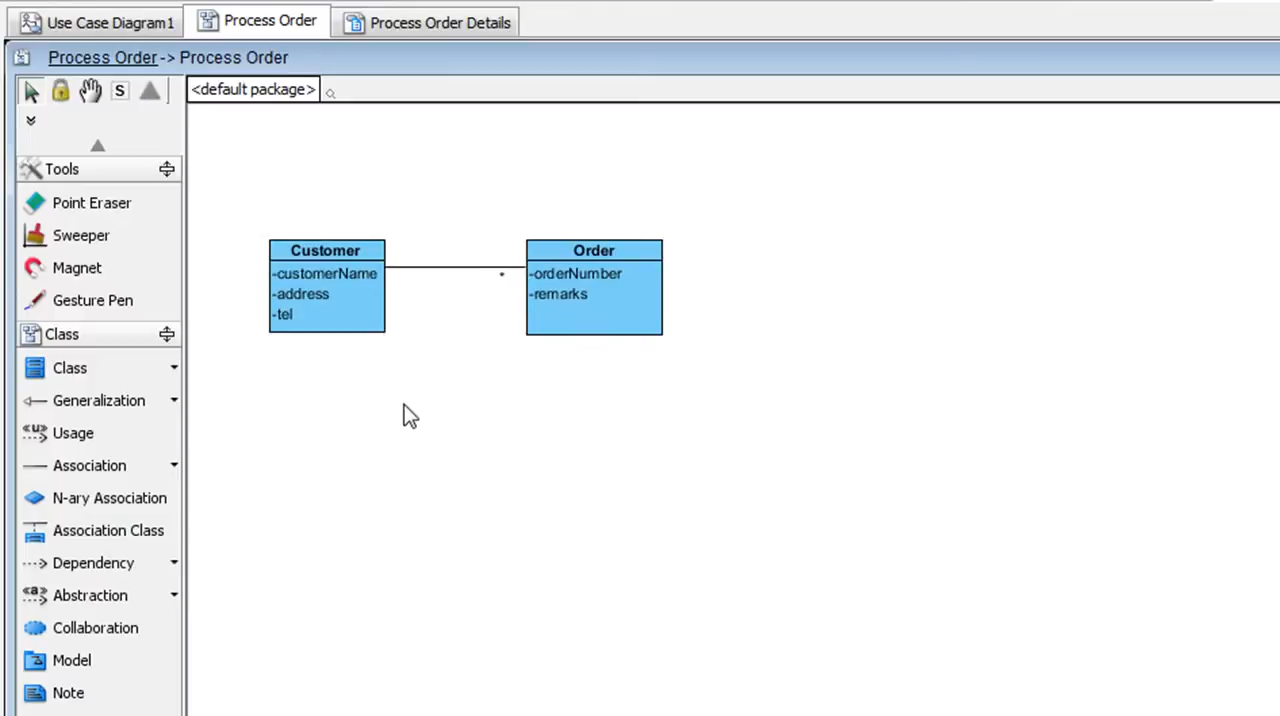 Use Case Diagram1
Process Order
Process Order Details
Process Order -> Process Order
S
<default package>
Tools
Point Eraser
Sweeper
Magnet
Gesture Pen
Class
Class
Generalization
Usage
Association
N-ary Association
Association Class
Dependency
Abstraction
Collaboration
Model
Note
Customer
-customerName
-address
-tel
*
Order
-orderNumber
-remarks